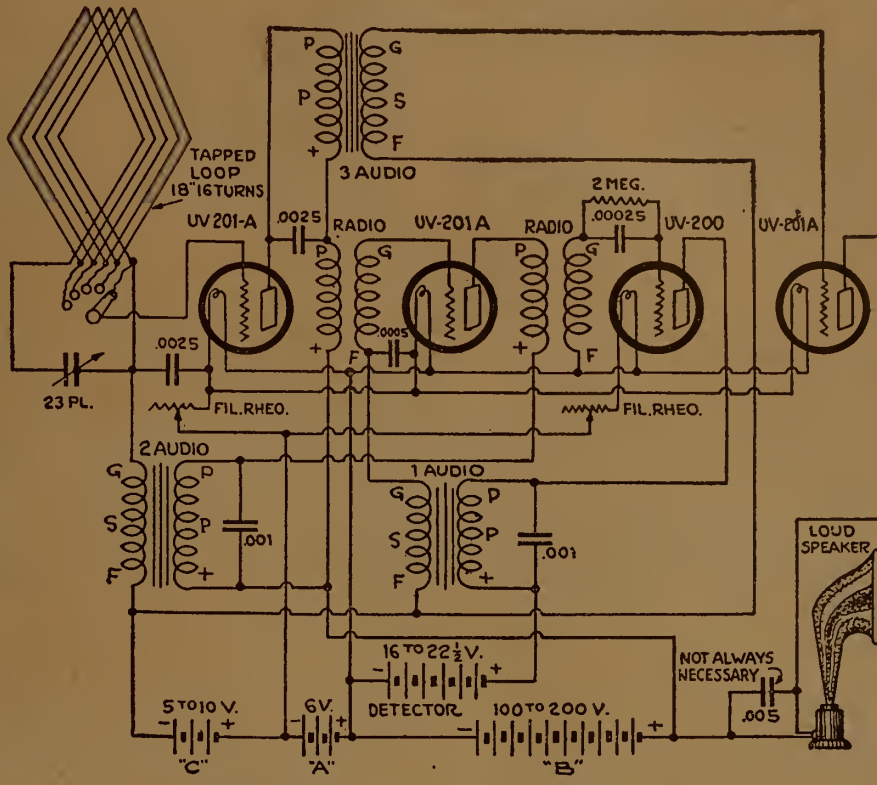 P
P
+
G
S
F
3 AUDIO
TAPPED
LOOP
18" 16 TURNS
UV 201-A
.0025
RADIO
P
+
G
F
UV-201A
.0005
RADIO
P
+
G
F
2 MEG.
.00025
UV-200
UV-201A
23 PL.
.0025
FIL. RHEO.
FIL. RHEO.
2 AUDIO
G
S
F
P
P
+
.001
1 AUDIO
G
S
F
P
P
+
.001
LOUD
SPEAKER
NOT ALWAYS
NECESSARY
.005
16 TO 22½ V.
- +
DETECTOR
5 TO 10 V.
- +
"C"
6V.
- +
"A"
100 TO 200 V.
- +
"B"